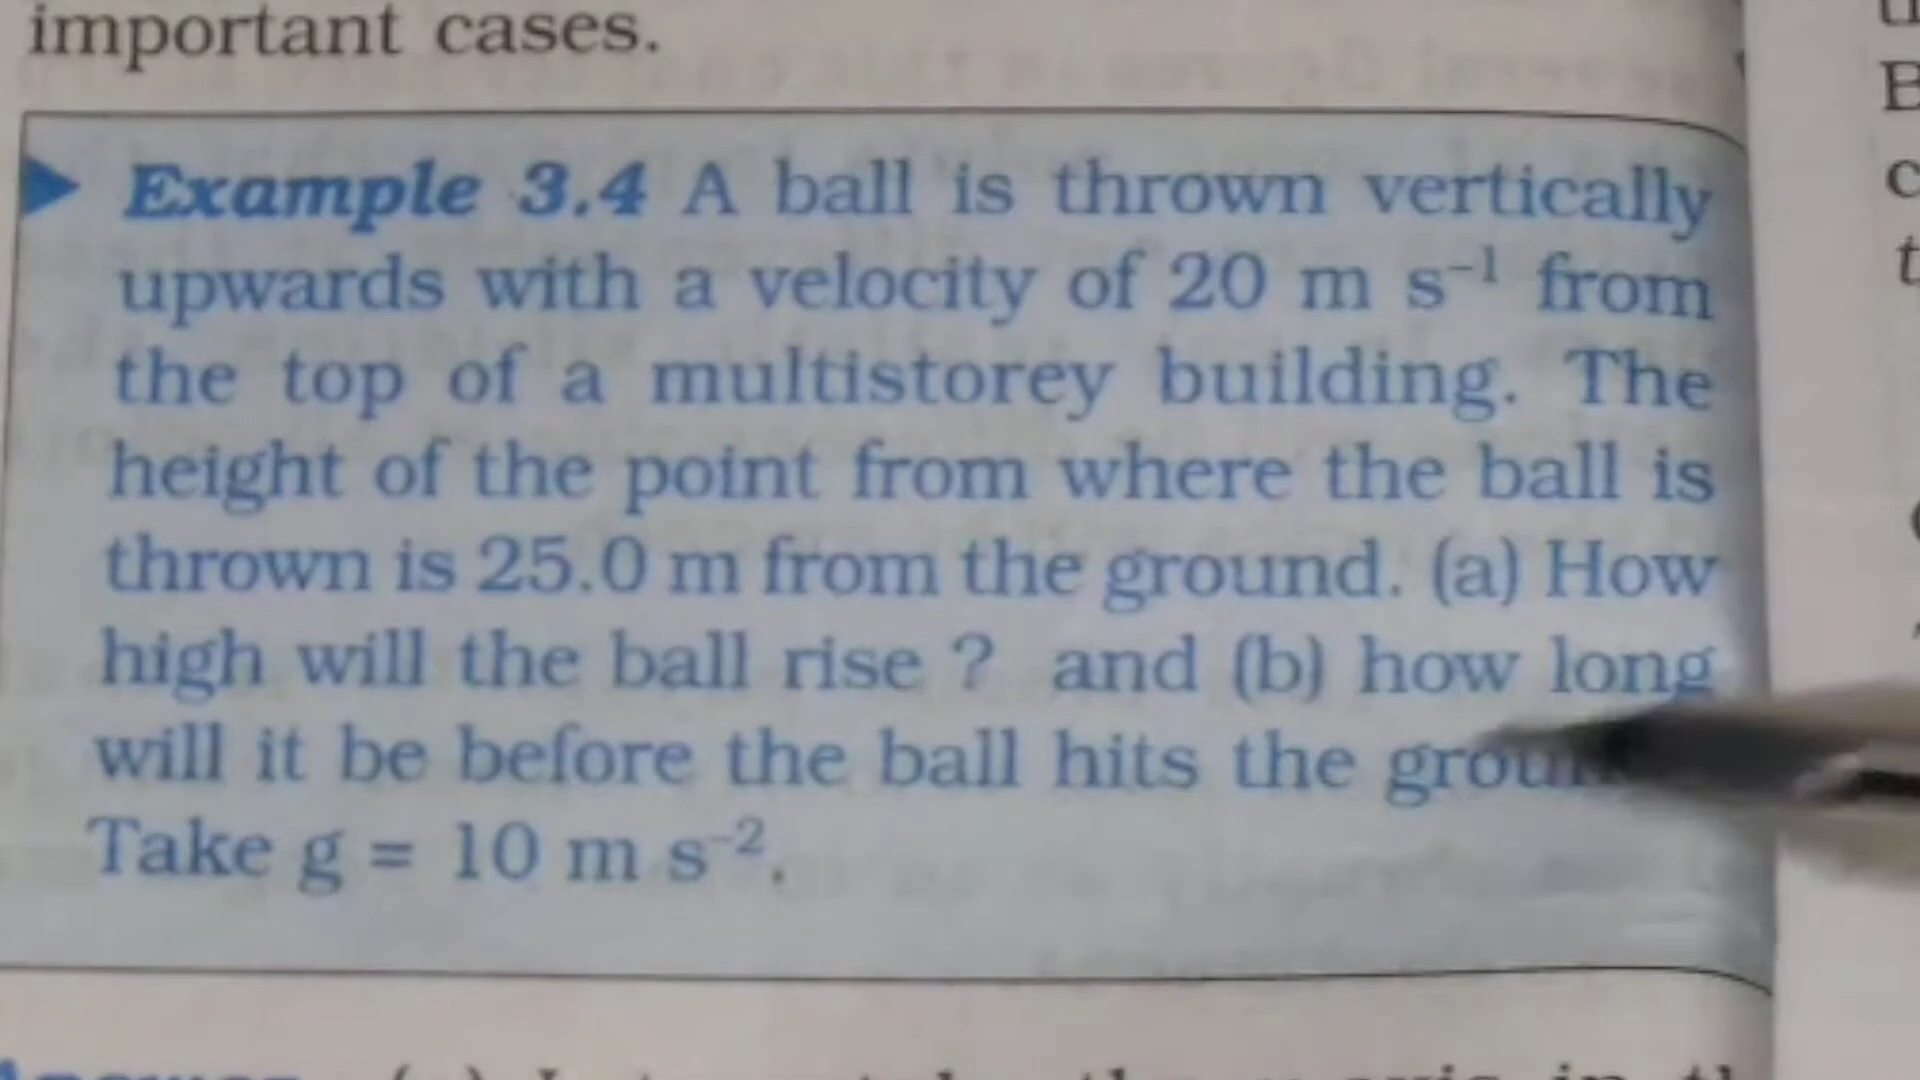 important cases.
Example 3.4 A ball is thrown vertically
upwards with a velocity of 20 m s⁻¹ from
the top of a multistorey building. The
height of the point from where the ball is
thrown is 25.0 m from the ground. (a) How
high will the ball rise ? and (b) how long
will it be before the ball hits the
Take g = 10 m s⁻².